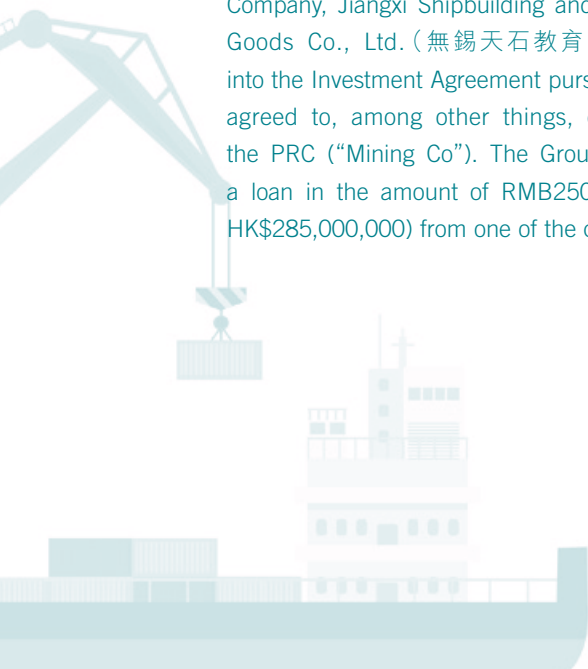 Company, Jiangxi Shipbuilding and
Goods Co., Ltd.（無錫天石教育
into the Investment Agreement purs
agreed to, among other things,
the PRC (“Mining Co”). The Grou
a loan in the amount of RMB250
HK$285,000,000) from one of the